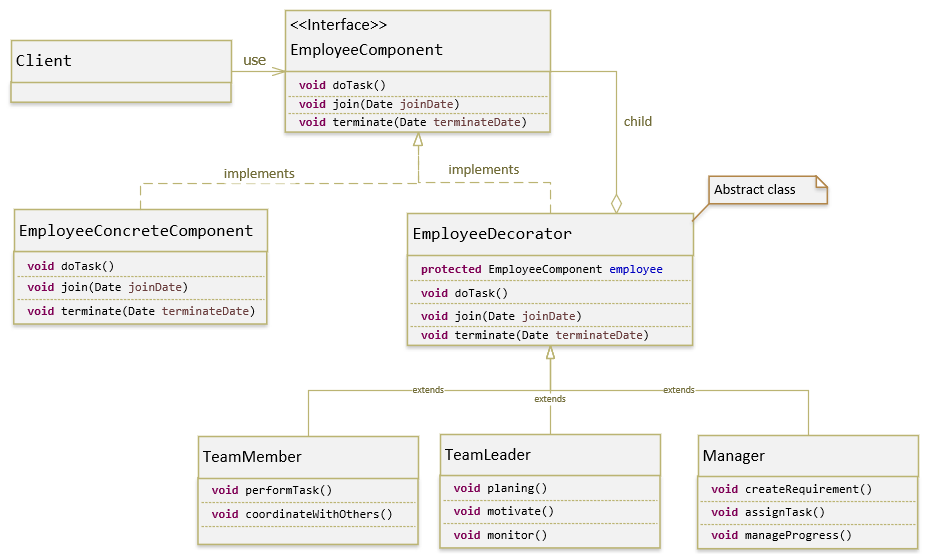 <<Interface>>
EmployeeComponent
void doTask()
void join(Date joinDate)
void terminate(Date terminateDate)
Client
use
child
implements
implements
Abstract class
EmployeeConcreteComponent
void doTask()
void join(Date joinDate)
void terminate(Date terminateDate)
EmployeeDecorator
protected EmployeeComponent employee
void doTask()
void join(Date joinDate)
void terminate(Date terminateDate)
extends
extends
extends
TeamMember
void performTask()
void coordinateWithOthers()
TeamLeader
void planing()
void motivate()
void monitor()
Manager
void createRequirement()
void assignTask()
void manageProgress()